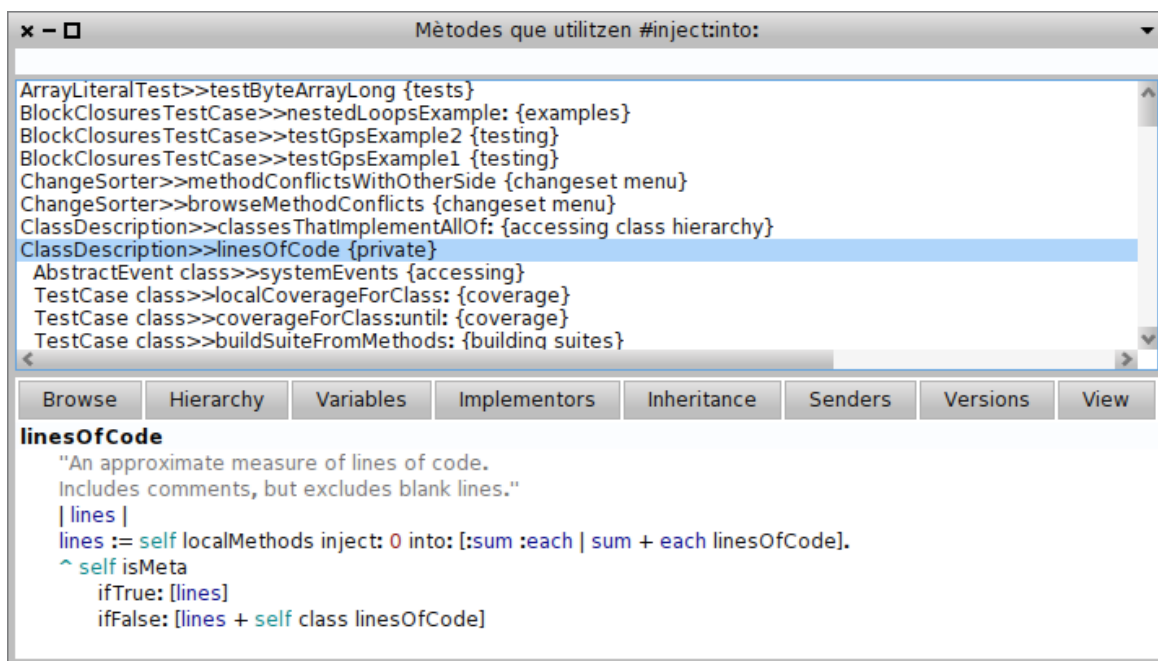 Mètodes que utilitzen #inject:into:
ArrayLiteralTest>>testByteArrayLong {tests}
BlockClosuresTestCase>>nestedLoopsExample: {examples}
BlockClosuresTestCase>>testGpsExample2 {testing}
BlockClosuresTestCase>>testGpsExample1 {testing}
ChangeSorter>>methodConflictsWithOtherSide {changeset menu}
ChangeSorter>>browseMethodConflicts {changeset menu}
ClassDescription>>classesThatImplementAllOf: {accessing class hierarchy}
ClassDescription>>linesOfCode {private}
AbstractEvent class>>systemEvents {accessing}
TestCase class>>localCoverageForClass: {coverage}
TestCase class>>coverageForClass:until: {coverage}
TestCase class>>buildSuiteFromMethods: {building suites}
Browse Hierarchy Variables Implementors Inheritance Senders Versions View
linesOfCode
"An approximate measure of lines of code.
Includes comments, but excludes blank lines."
| lines |
lines := self localMethods inject: 0 into: [:sum :each | sum + each linesOfCode].
^ self isMeta
ifTrue: [lines]
ifFalse: [lines + self class linesOfCode]